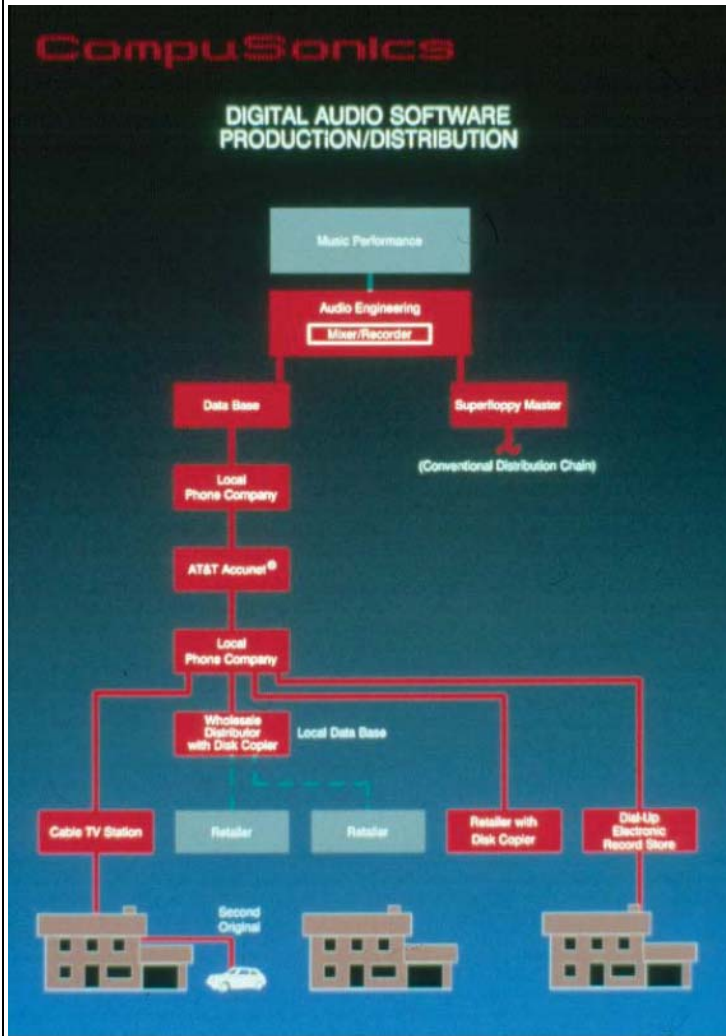 CompuSonics
DIGITAL AUDIO SOFTWARE
PRODUCTION/DISTRIBUTION
Music Performance
Audio Engineering
Mixer/Recorder
Data Base
Superfloppy Master
(Conventional Distribution Chain)
Local
Phone Company
AT&T Accunet®
Local
Phone Company
Wholesale
Distributor
with Disk Copier
Local Data Base
Cable TV Station
Retailer
Retailer
Retailer with
Disk Copier
Dial-Up
Electronic
Record Store
Second
Original